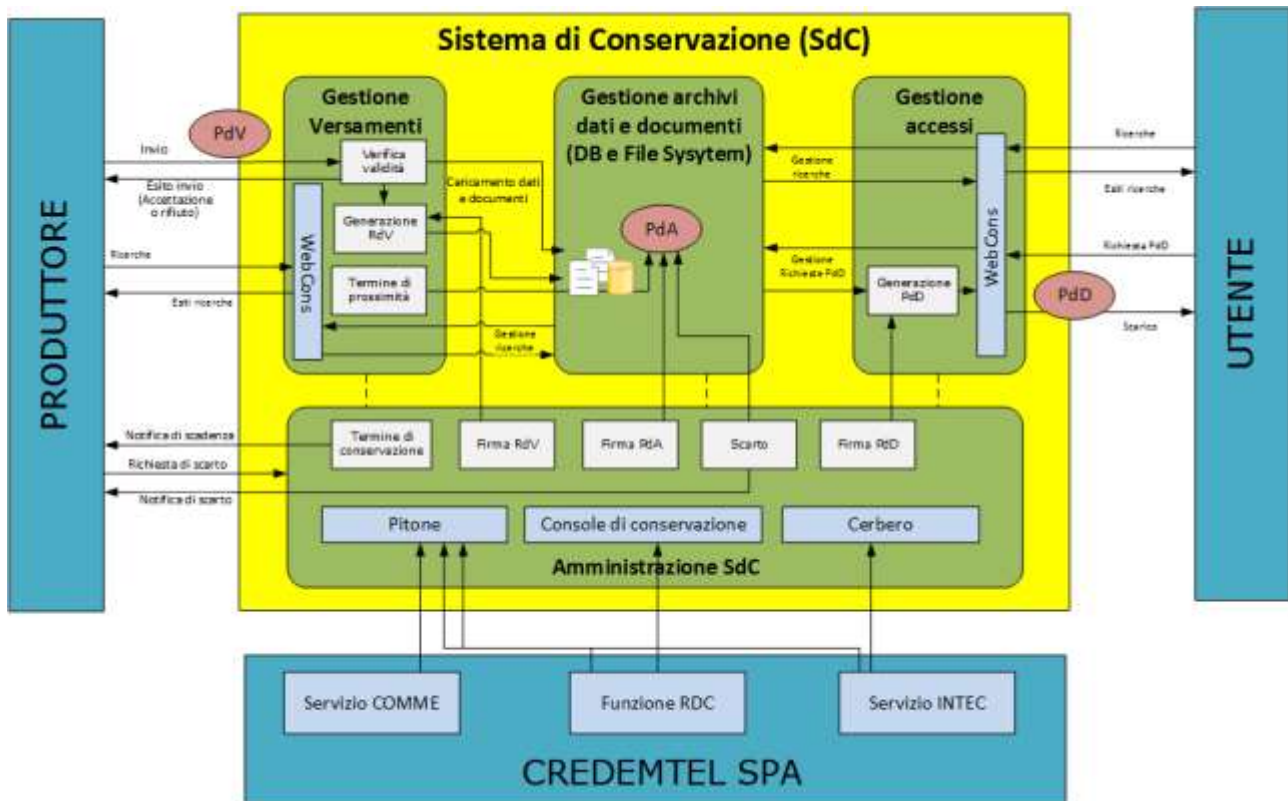 Sistema di Conservazione (SdC)
PRODUTTORE
UTENTE
Gestione
Versamenti
Gestione archivi
dati e documenti
(DB e File Sysytem)
Gestione
accessi
PdV
Invio
Esito invio
(Accettazione
o rifiuto)
Ricerche
Esiti ricerche
Verifica
validità
Generazione
RdV
Termine di
prossimità
WebCons
Caricamento dati
e documenti
Gestione
ricerche
PdA
Gestione
ricerche
Gestione
Richieste PdD
Generazione
PdD
WebCons
Ricerche
Esiti ricerche
Richiesta PdD
PdD
Scarico
Notifica di scadenza
Richiesta di scarto
Notifica di scarto
Termine di
conservazione
Firma RdV
Firma RdA
Scarto
Firma RdD
Pitone
Console di conservazione
Cerbero
Amministrazione SdC
Servizio COMME
Funzione RDC
Servizio INTEC
CREDEMTEL SPA